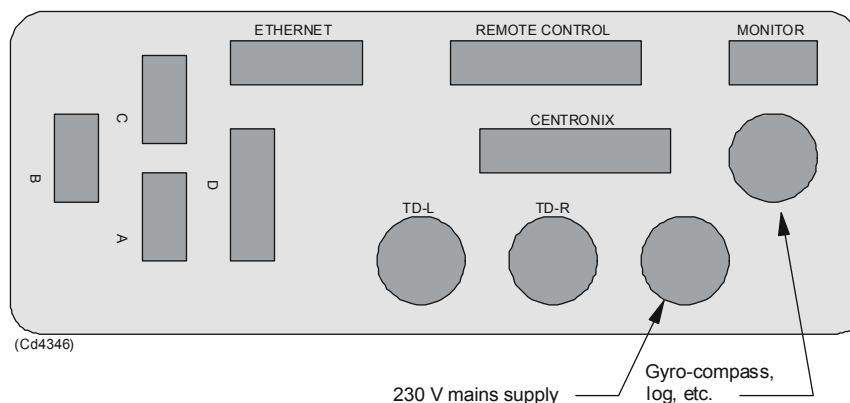 ETHERNET
REMOTE CONTROL
MONITOR
C
CENTRONIX
B
D
A
TD-L
TD-R
(Cd4346)
230 V mains supply
Gyro-compass,
log, etc.